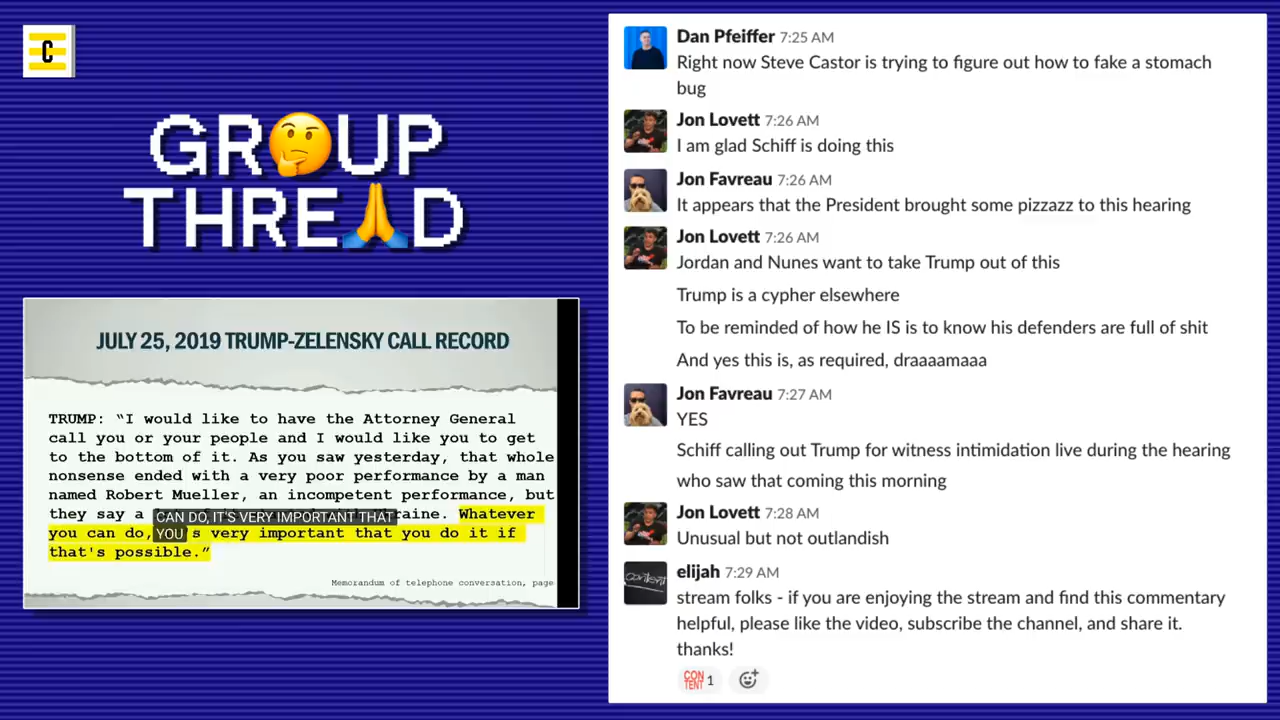 C
GR🤔UP
THRE🙏D
JULY 25, 2019 TRUMP-ZELENSKY CALL RECORD
TRUMP: “I would like to have the Attorney General
call you or your people and I would like you to get
to the bottom of it. As you saw yesterday, that whole
nonsense ended with a very poor performance by a man
named Robert Mueller, an incompetent performance, but
they say a raine. Whatever
CAN DO, IT'S VERY IMPORTANT THAT
YOU
you can do, 's very important that you do it if
that's possible.”
Memorandum of telephone conversation, page
Dan Pfeiffer 7:25 AM
Right now Steve Castor is trying to figure out how to fake a stomach
bug
Jon Lovett 7:26 AM
I am glad Schiff is doing this
Jon Favreau 7:26 AM
It appears that the President brought some pizzazz to this hearing
Jon Lovett 7:26 AM
Jordan and Nunes want to take Trump out of this
Trump is a cypher elsewhere
To be reminded of how he IS is to know his defenders are full of shit
And yes this is, as required, draaaamaaa
Jon Favreau 7:27 AM
YES
Schiff calling out Trump for witness intimidation live during the hearing
who saw that coming this morning
Jon Lovett 7:28 AM
Unusual but not outlandish
elijah 7:29 AM
content
stream folks - if you are enjoying the stream and find this commentary
helpful, please like the video, subscribe the channel, and share it.
thanks!
CON
TENT 1